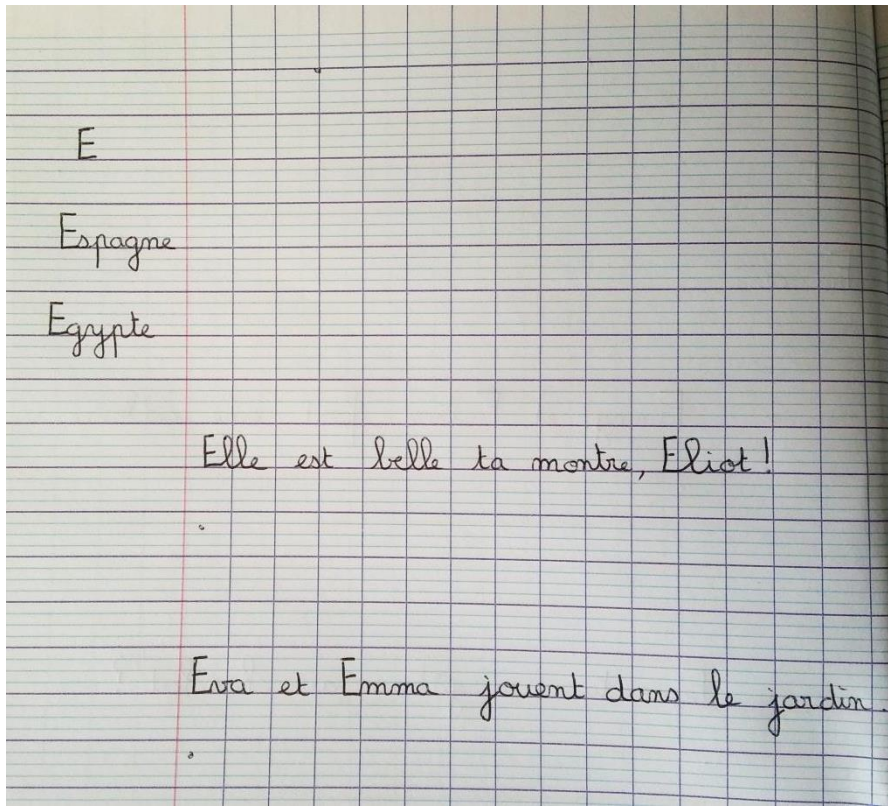 E
Espagne
Egypte
Elle est belle ta montre, Eliot !
Eva et Emma jouent dans le jardin.